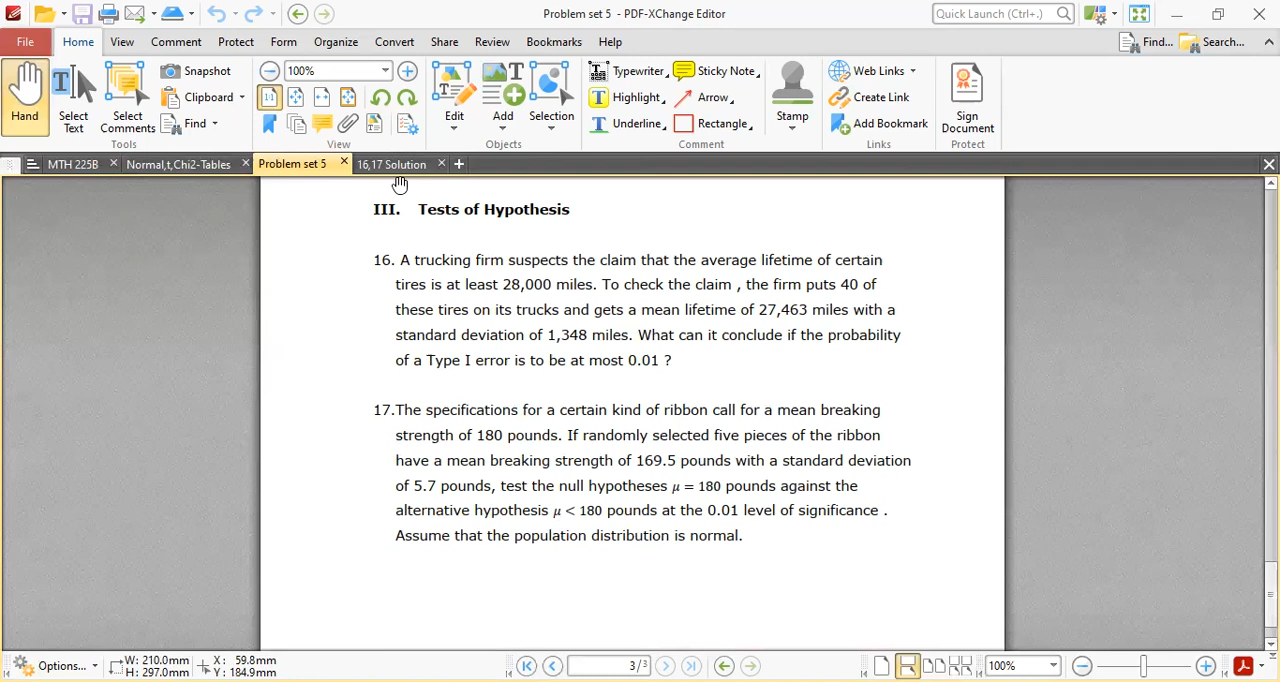 Problem set 5 - PDF-XChange Editor
Quick Launch (Ctrl+.)
File Home View Comment Protect Form Organize Convert Share Review Bookmarks Help Find... Search...
Hand
Select Text
Select Comments
Snapshot
Clipboard
Find
Tools
100%
View
Edit
Add
Selection
Objects
Typewriter
Highlight
Underline
Sticky Note
Arrow
Rectangle
Stamp
Comment
Web Links
Create Link
Add Bookmark
Links
Sign Document
Protect
MTH 225B Normal,t,Chi2-Tables Problem set 5 16,17 Solution
III. Tests of Hypothesis
16. A trucking firm suspects the claim that the average lifetime of certain
tires is at least 28,000 miles. To check the claim , the firm puts 40 of
these tires on its trucks and gets a mean lifetime of 27,463 miles with a
standard deviation of 1,348 miles. What can it conclude if the probability
of a Type I error is to be at most 0.01 ?
17.The specifications for a certain kind of ribbon call for a mean breaking
strength of 180 pounds. If randomly selected five pieces of the ribbon
have a mean breaking strength of 169.5 pounds with a standard deviation
of 5.7 pounds, test the null hypotheses μ = 180 pounds against the
alternative hypothesis μ < 180 pounds at the 0.01 level of significance .
Assume that the population distribution is normal.
Options...
W: 210.0mm
H: 297.0mm
X: 59.8mm
Y: 184.9mm
3/3
100%